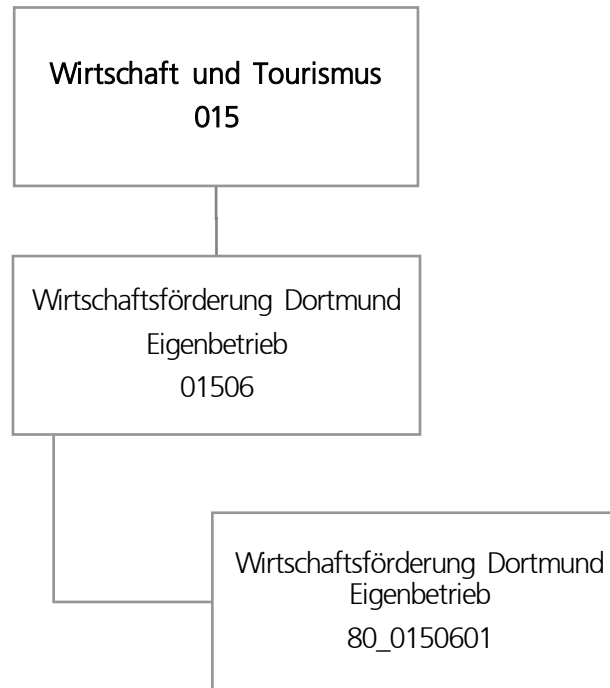 Wirtschaft und Tourismus
015
Wirtschaftsförderung Dortmund
Eigenbetrieb
01506
Wirtschaftsförderung Dortmund
Eigenbetrieb
80_0150601